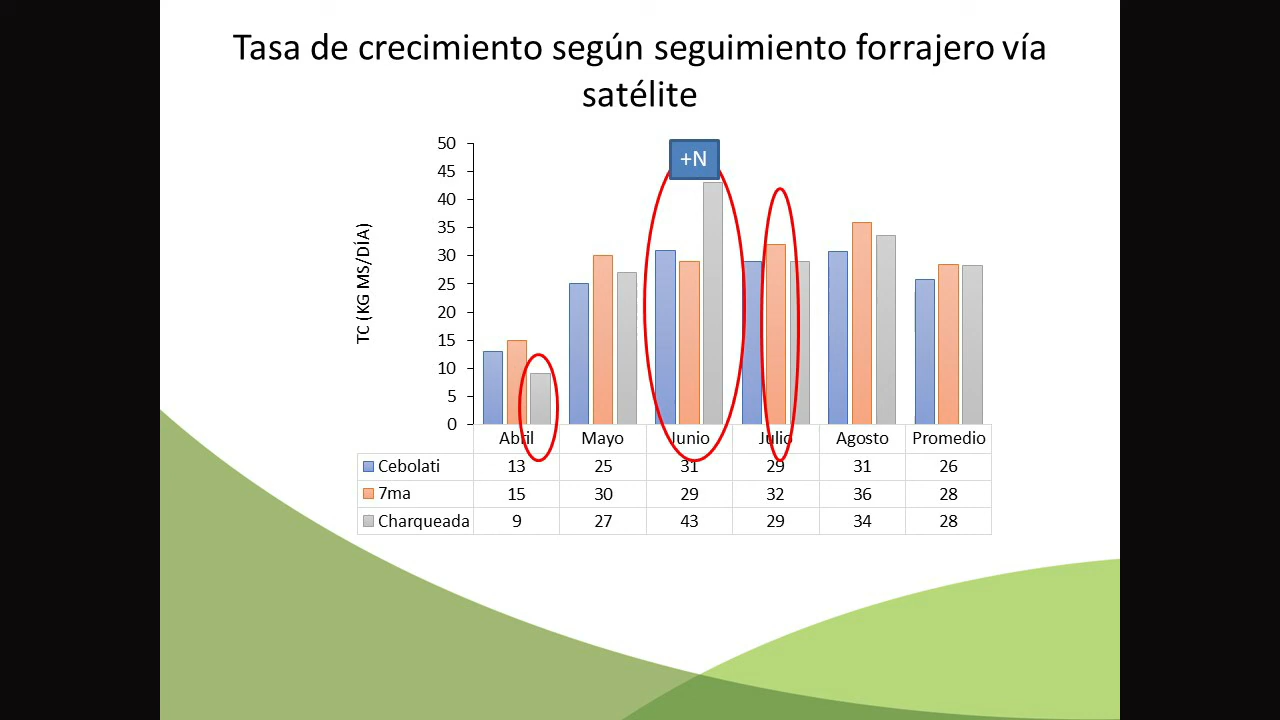 Tasa de crecimiento según seguimiento forrajero vía
satélite
+N
TC (KG MS/DÍA)
50
45
40
35
30
25
20
15
10
5
0
Abril Mayo Junio Julio Agosto Promedio
Cebolati 13 25 31 29 31 26
7ma 15 30 29 32 36 28
Charqueada 9 27 43 29 34 28